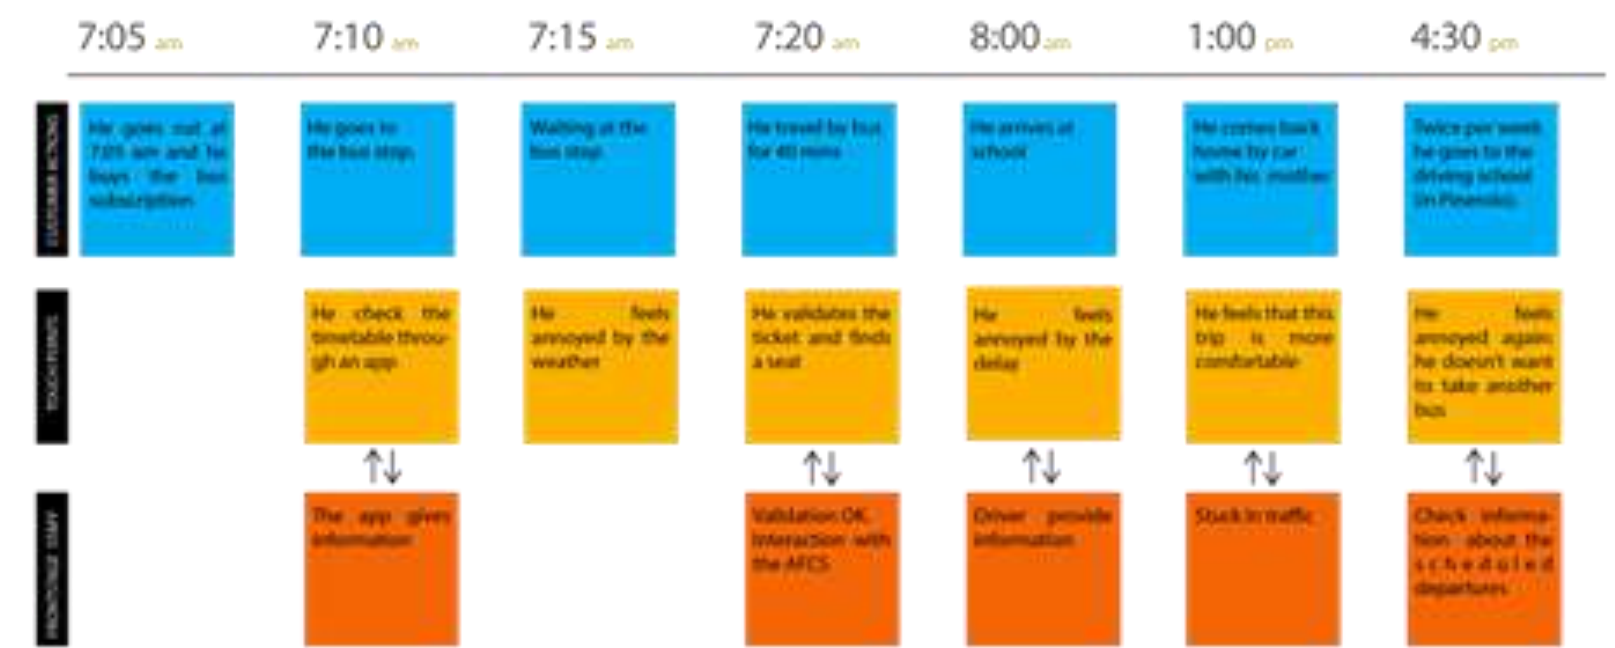 7:05 am
7:10 am
7:15 am
7:20 am
8:00 am
1:00 pm
4:30 pm
CUSTOMER ACTIONS
He goes out at
7.05 am and he
buys the bus
subscription
He goes to
the bus stop.
Waiting at the
bus stop
He travel by bus
for 40 mins
He arrives at
school
He comes back
home by car
with his mother
Twice per week
he goes to the
driving school
(in Pinerolo).
TOUCH POINTS
He check the
timetable throu-
gh an app
He feels
annoyed by the
weather
He validates the
ticket and finds
a seat
He feels
annoyed by the
delay
He feels that this
trip is more
comfortable
He feels
annoyed again:
he doesn't want
to take another
bus
FRONTSTAGE STAFF
The app gives
information
Validation OK.
Interaction with
the AFCS
Driver provide
information
Stuck in traffic
Check informa-
tion about the
scheduled
departures